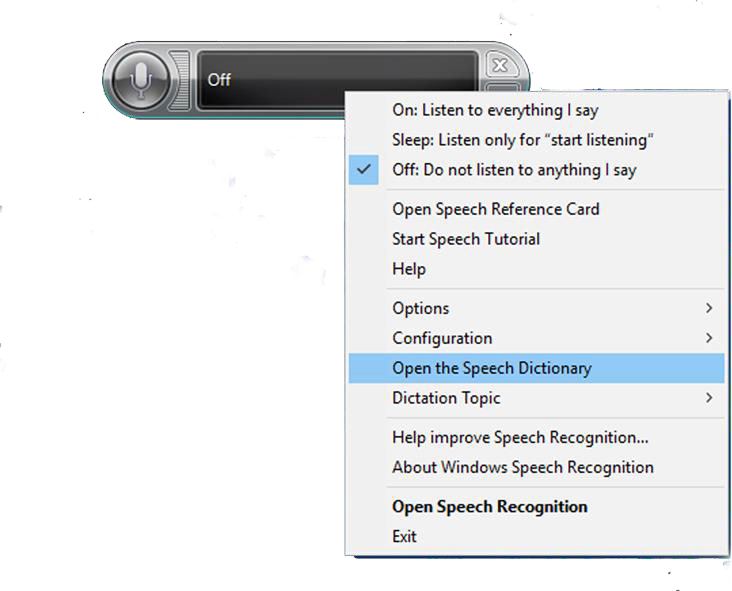 Off
On: Listen to everything I say
Sleep: Listen only for "start listening"
Off: Do not listen to anything I say
Open Speech Reference Card
Start Speech Tutorial
Help
Options
Configuration
Open the Speech Dictionary
Dictation Topic
Help improve Speech Recognition...
About Windows Speech Recognition
Open Speech Recognition
Exit